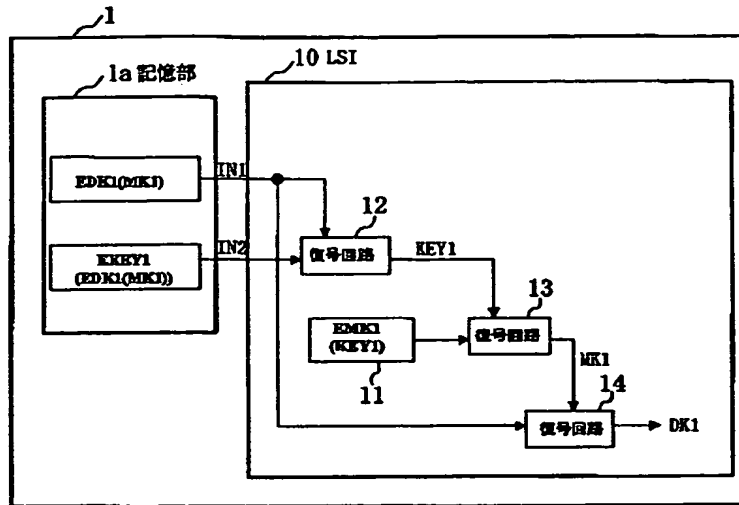 1
1a 記憶部
10 LSI
EDK1(MK1)
IN1
EKEY1
(EDK1(MK1))
IN2
12
復号回路
KEY1
13
EMK1
(KEY1)
11
復号回路
MK1
14
復号回路
DK1